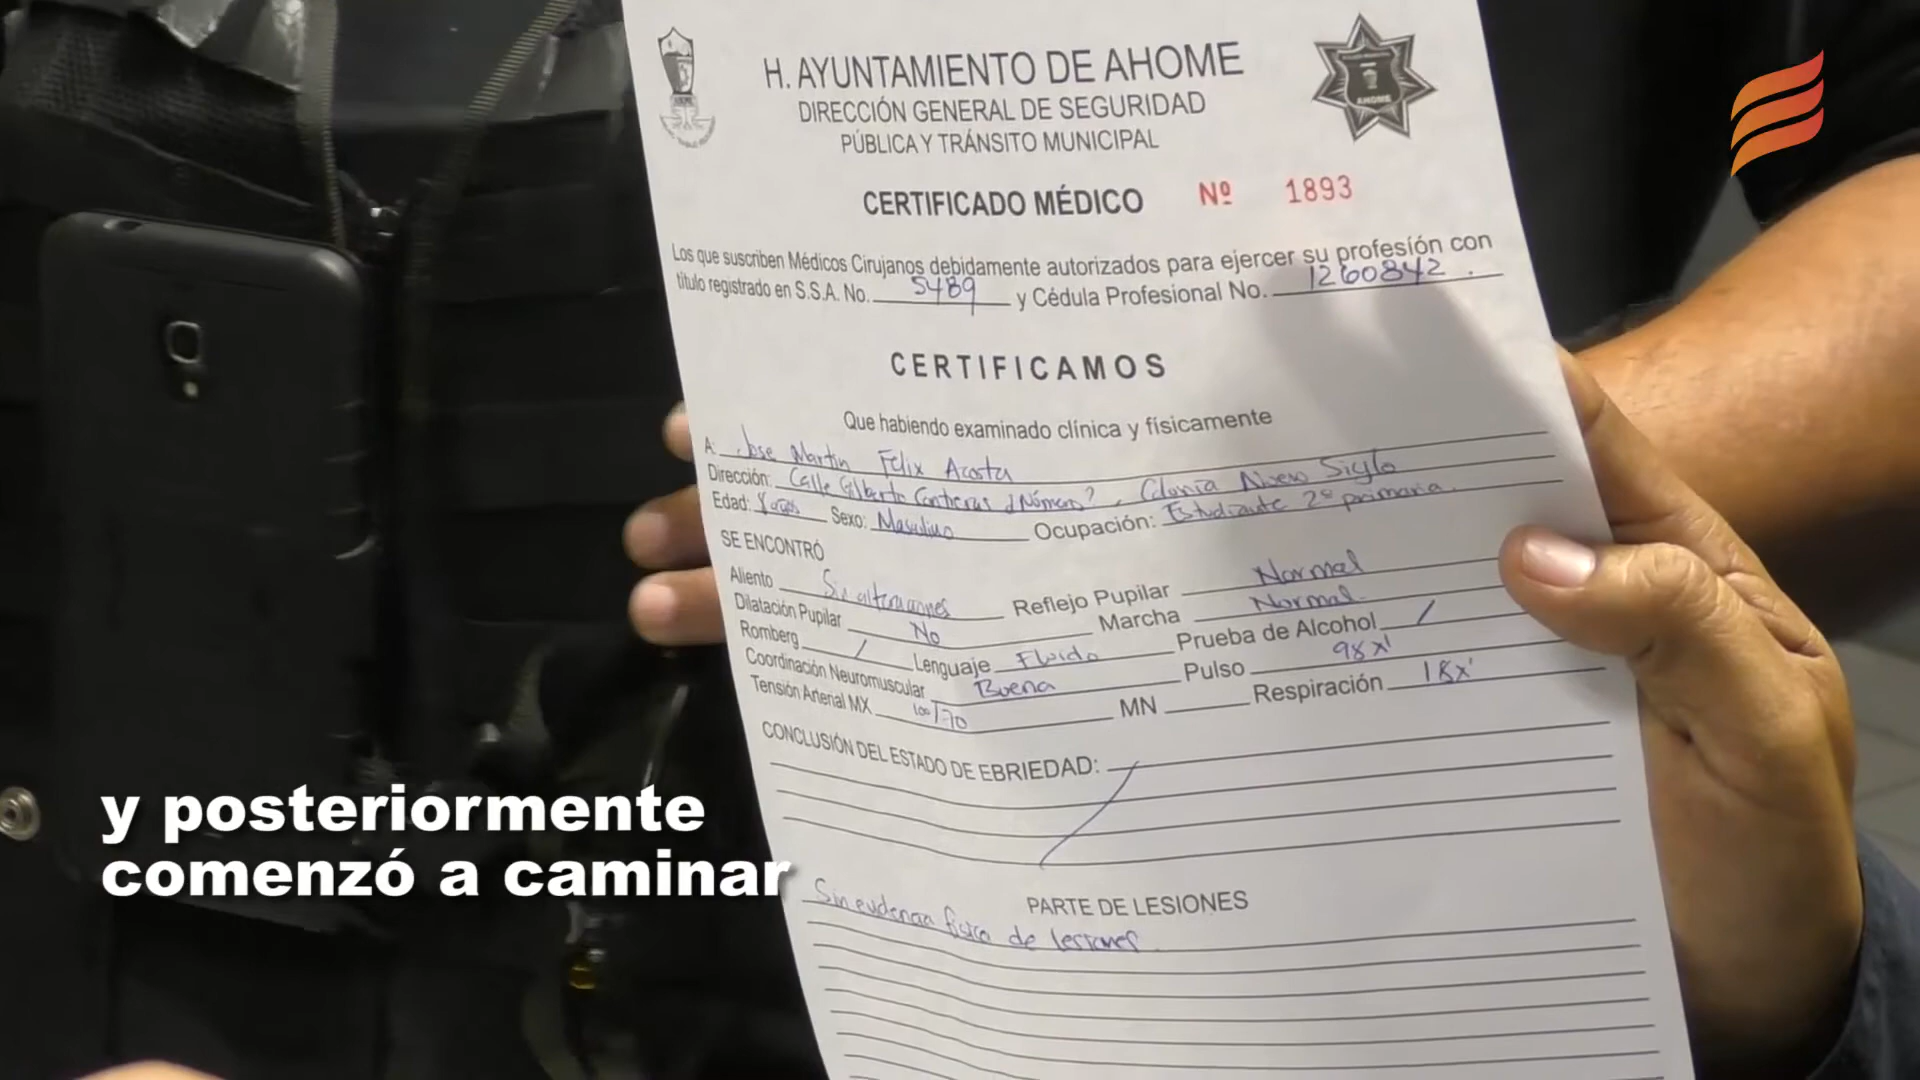 H. AYUNTAMIENTO DE AHOME
DIRECCIÓN GENERAL DE SEGURIDAD
PÚBLICA Y TRÁNSITO MUNICIPAL
AHOME
CERTIFICADO MÉDICO Nº 1893
Los que suscriben Médicos Cirujanos debidamente autorizados para ejercer su profesión con
título registrado en S.S.A. No. 5489 y Cédula Profesional No. 1260842.
CERTIFICAMOS
Que habiendo examinado clínica y físicamente
A: Jose Martin Felix Acosta
Dirección: Calle Gilberto Contreras ¿Número?, Colonia Nuevo Siglo
Edad: 8 años Sexo: Masculino Ocupación: Estudiante 2º primaria.
SE ENCONTRÓ
Aliento Sin alteraciones Reflejo Pupilar Normal
Dilatación Pupilar No Marcha Normal.
Romberg / Lenguaje Fluido Prueba de Alcohol /
Coordinación Neuromuscular Buena Pulso 98x'
Tensión Arterial MX 100/70 MN Respiración 18x'
CONCLUSIÓN DEL ESTADO DE EBRIEDAD:
PARTE DE LESIONES
Sin evidencia física de lesiones.
y posteriormente
comenzó a caminar